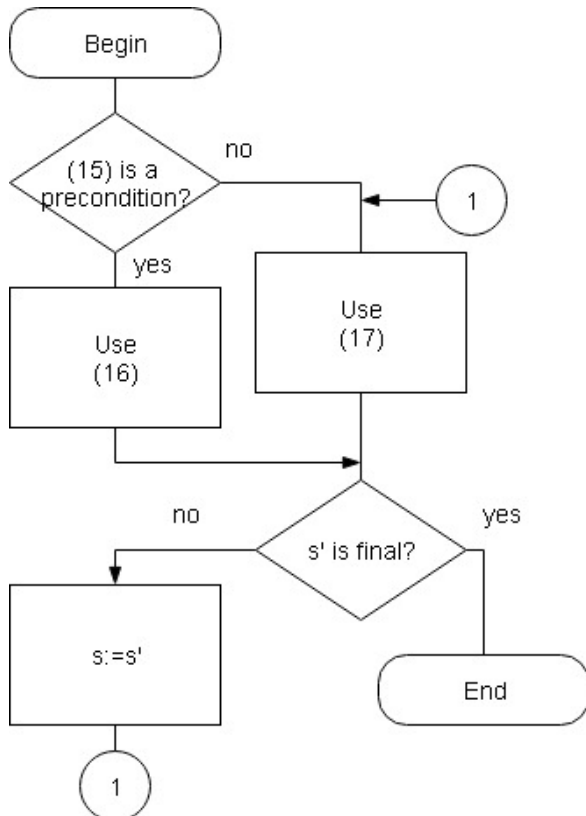 Begin
(15) is a
precondition?
no
1
yes
Use
(16)
Use
(17)
no
yes
s' is final?
s:=s'
End
1